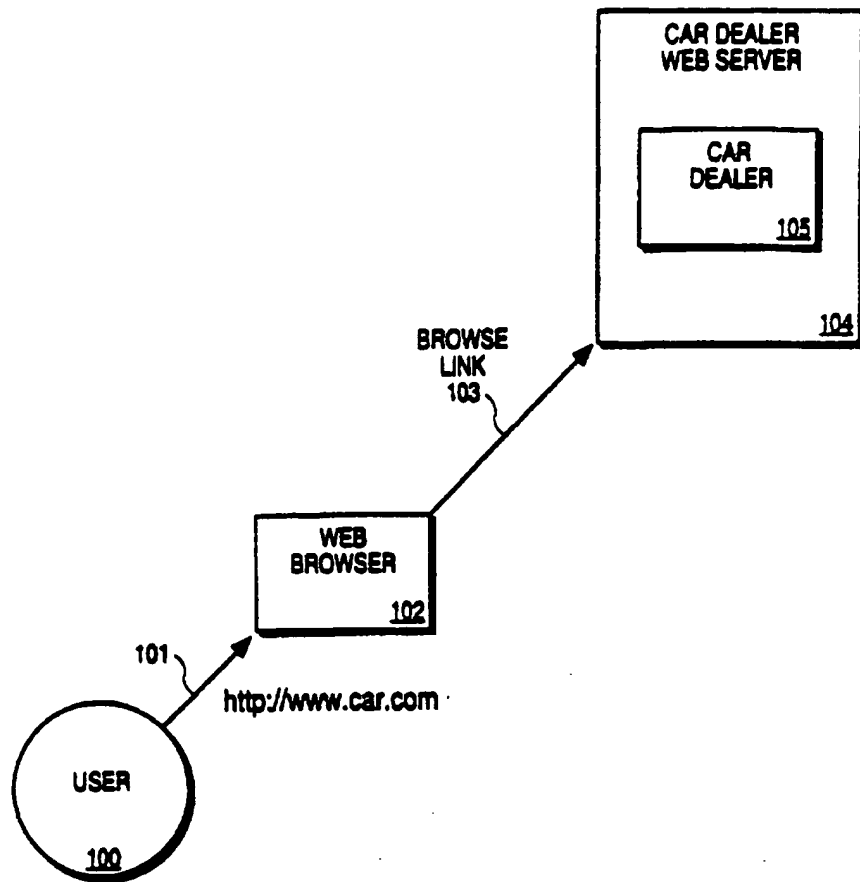 CAR DEALER
WEB SERVER
CAR
DEALER
105
104
BROWSE
LINK
103
WEB
BROWSER
102
101
http://www.car.com
USER
100